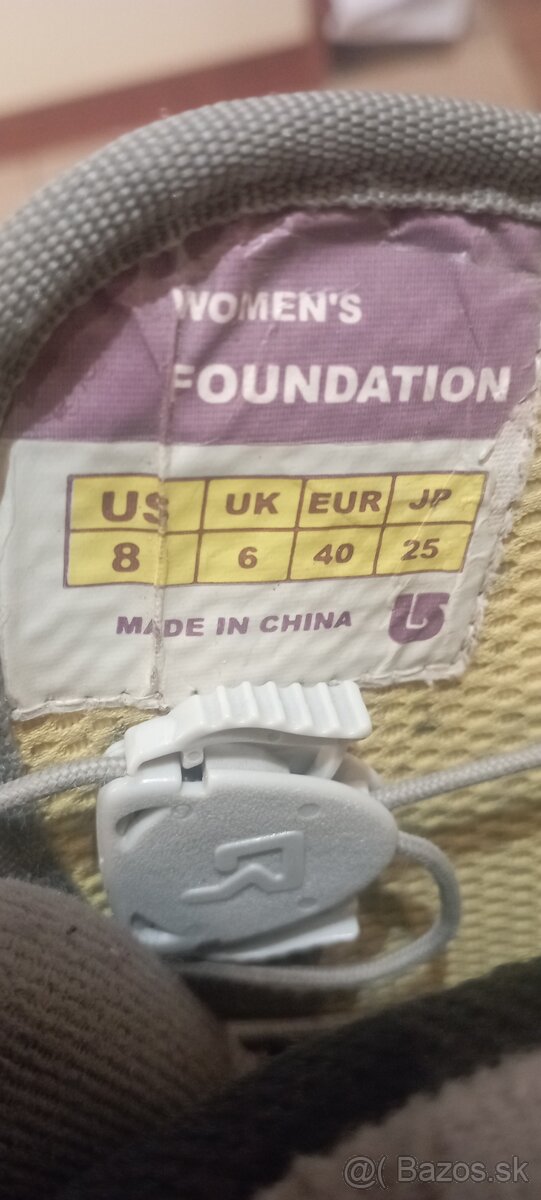 WOMEN'S
FOUNDATION
US UK EUR JP
8 6 40 25
MADE IN CHINA
@( Bazos.sk